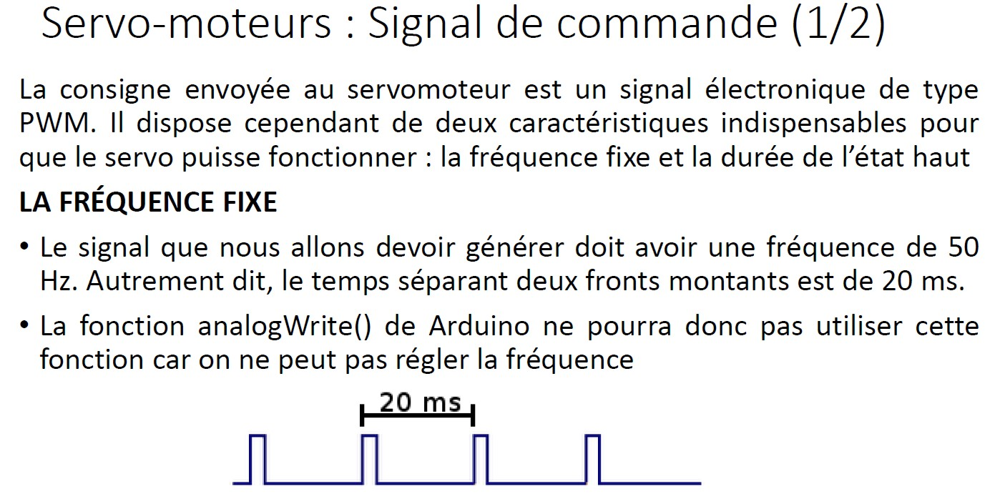 Servo-moteurs : Signal de commande (1/2)
La consigne envoyée au servomoteur est un signal électronique de type
PWM. Il dispose cependant de deux caractéristiques indispensables pour
que le servo puisse fonctionner : la fréquence fixe et la durée de l’état haut
LA FRÉQUENCE FIXE
• Le signal que nous allons devoir générer doit avoir une fréquence de 50
Hz. Autrement dit, le temps séparant deux fronts montants est de 20 ms.
• La fonction analogWrite() de Arduino ne pourra donc pas utiliser cette
fonction car on ne peut pas régler la fréquence
20 ms